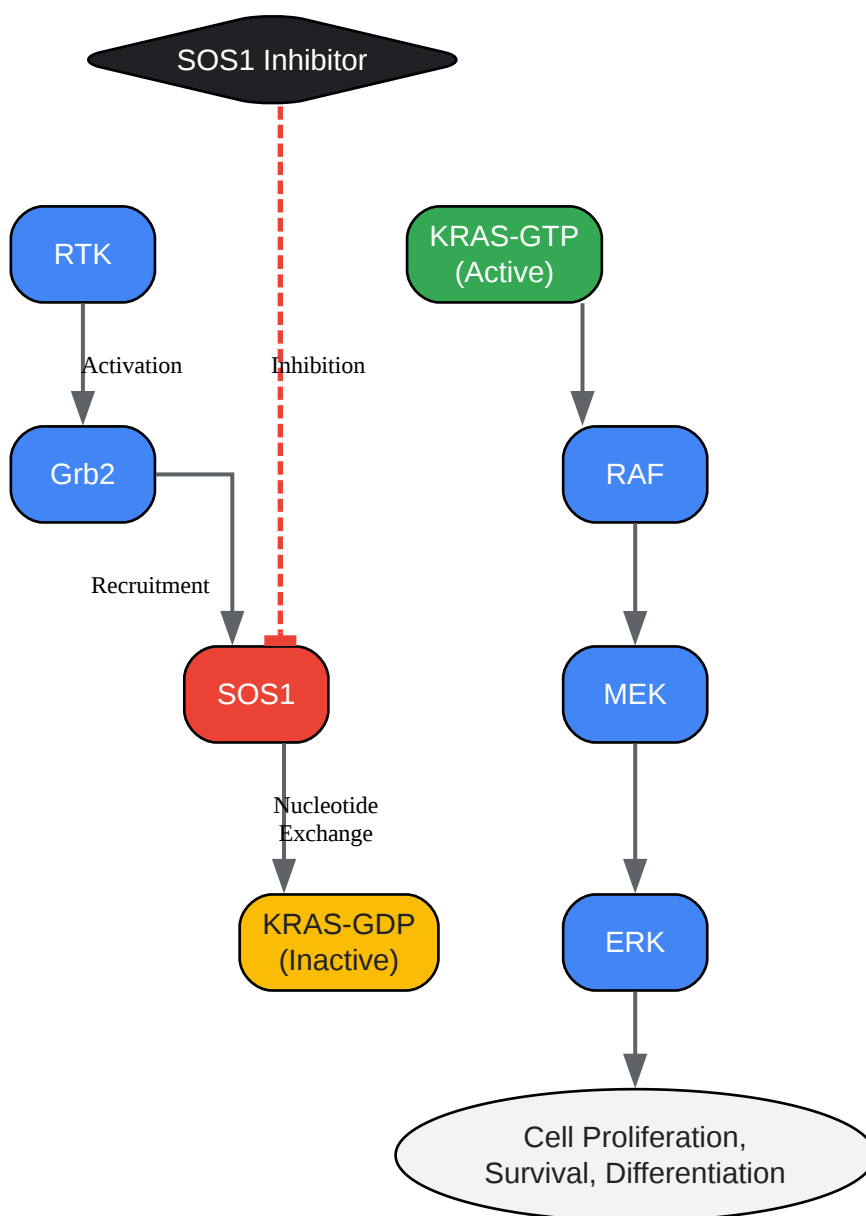 SOS1 Inhibitor
RTK
KRAS-GTP
(Active)
Activation
Inhibition
Grb2
RAF
Recruitment
SOS1
MEK
Nucleotide
Exchange
KRAS-GDP
(Inactive)
ERK
Cell Proliferation,
Survival, Differentiation